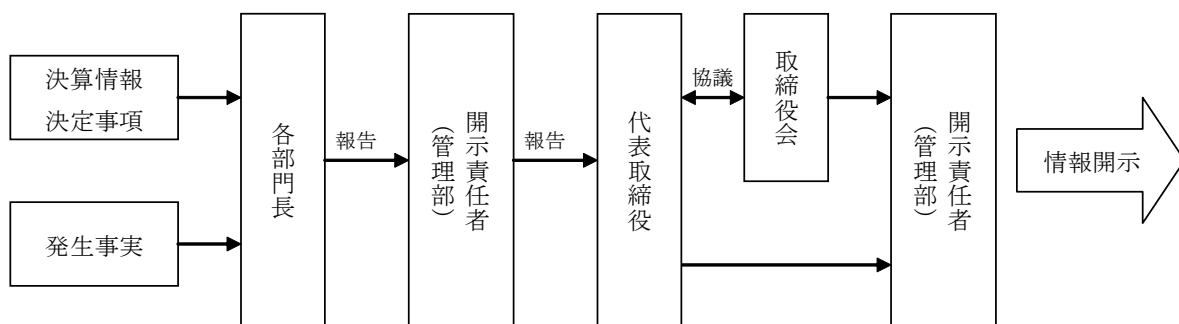 決算情報
決定事項
発生事実
各部門長
報告
開示責任者
(管理部)
報告
代表取締役
協議
取締役会
開示責任者
(管理部)
情報開示